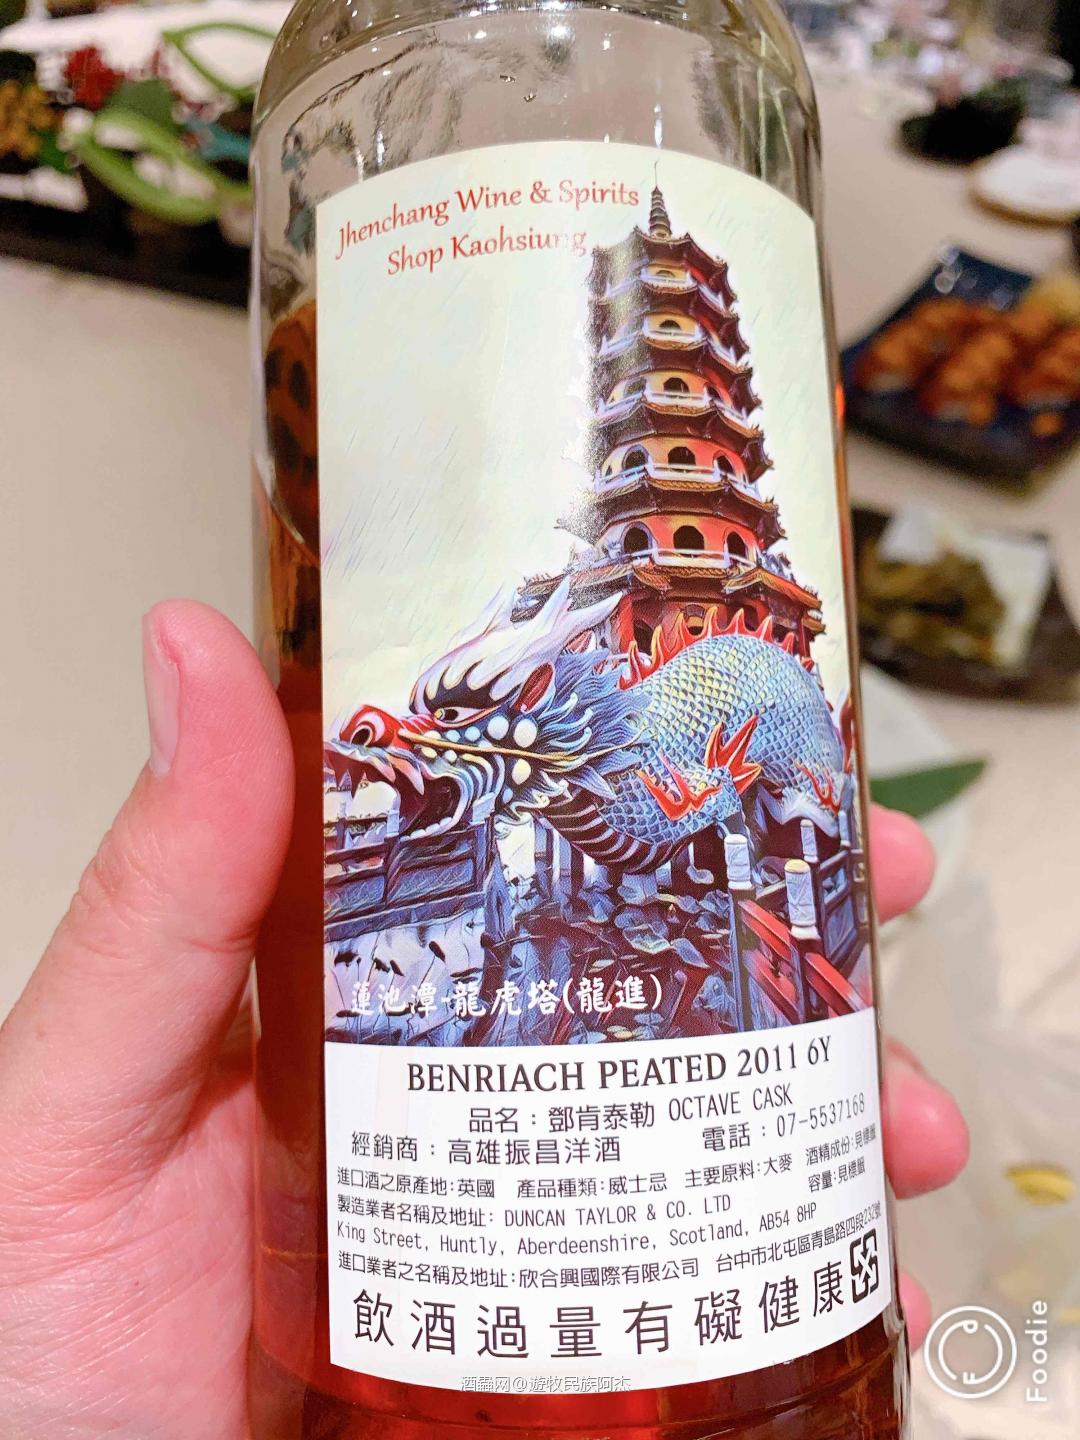 Jhenchang Wine & Spirits
Shop Kaohsiung
蓮池潭-龍虎塔(龍進)
BENRIACH PEATED 2011 6Y
品名：鄧肯泰勒 OCTAVE CASK
經銷商：高雄振昌洋酒 電話：07-5537168
進口酒之原產地:英國 產品種類:威士忌 主要原料:大麥 酒精成份:見標籤
製造業者名稱及地址: DUNCAN TAYLOR & CO. LTD 容量:見標籤
King Street, Huntly, Aberdeenshire, Scotland, AB54 8HP
進口業者之名稱及地址:欣合興國際有限公司 台中市北屯區青島路四段232號
飲酒過量有礙健康
酒蟲网@遊牧民族阿杰
Foodie